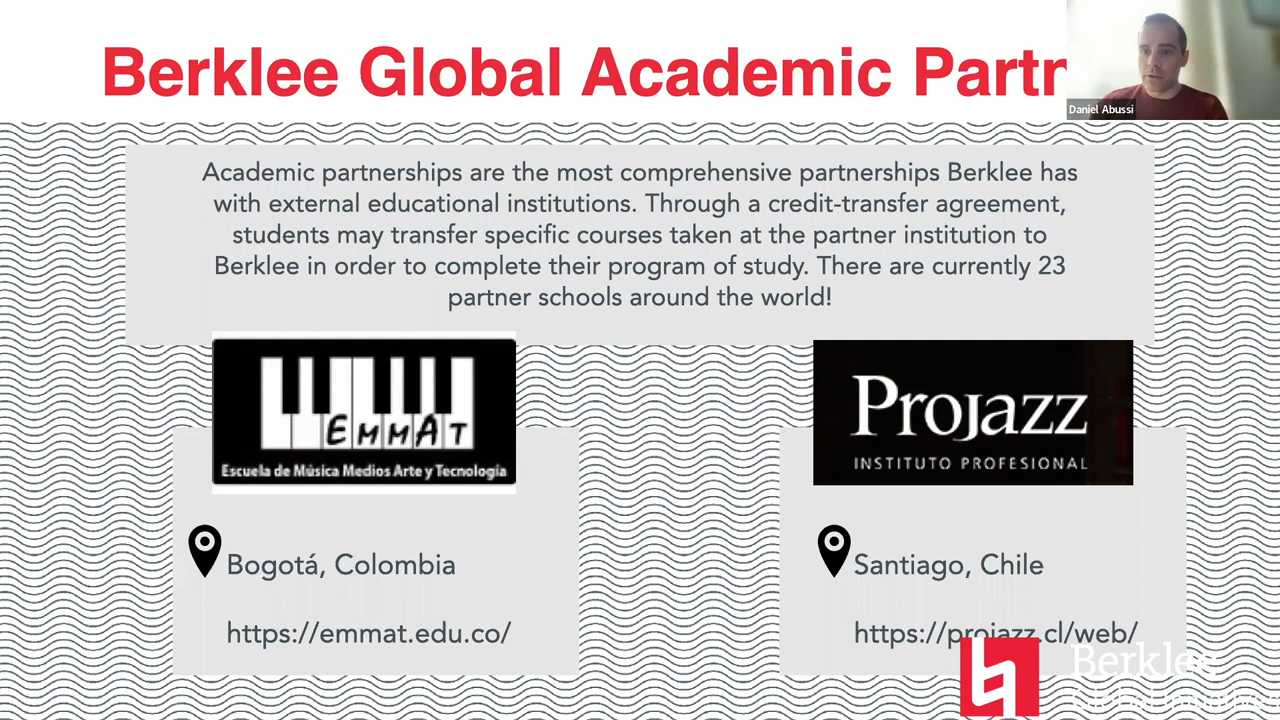 Berklee Global Academic Partn
Daniel Abussi
Academic partnerships are the most comprehensive partnerships Berklee has
with external educational institutions. Through a credit-transfer agreement,
students may transfer specific courses taken at the partner institution to
Berklee in order to complete their program of study. There are currently 23
partner schools around the world!
EMMAT
Escuela de Música Medios Arte y Tecnología
Projazz
INSTITUTO PROFESIONAL
Bogotá, Colombia
Santiago, Chile
https://emmat.edu.co/
https://projazz.cl/web/
Berklee